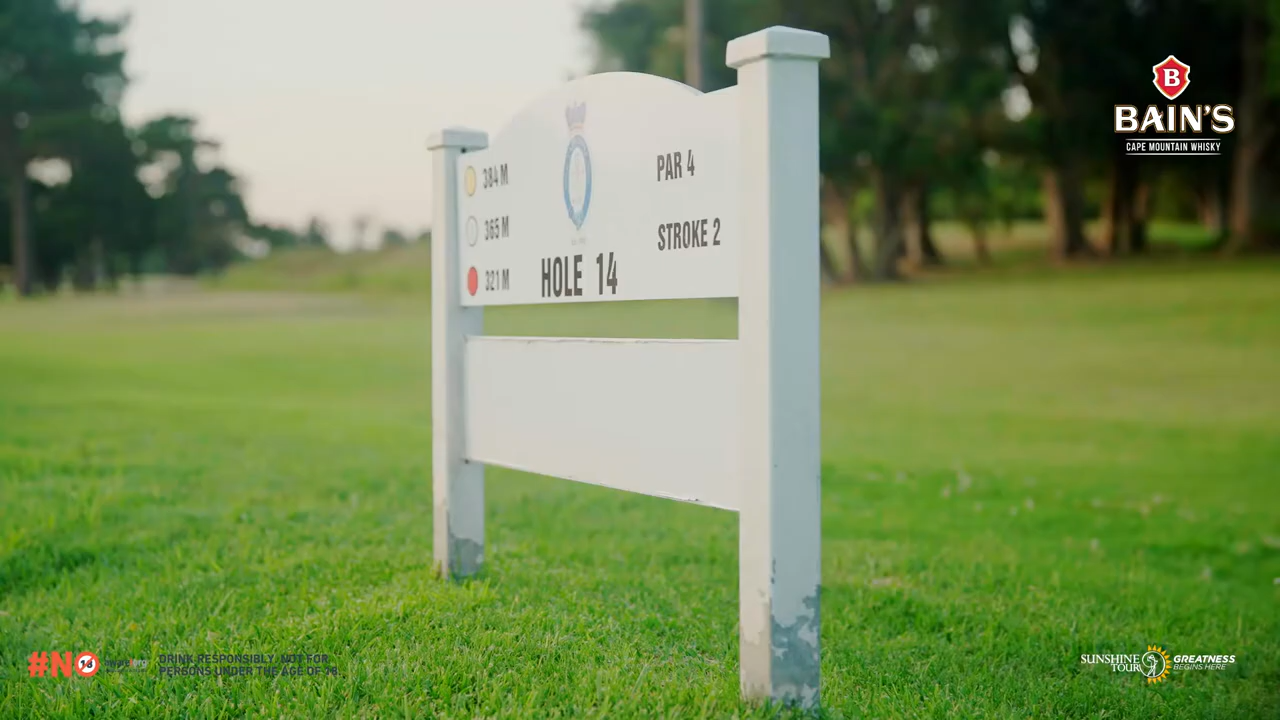 B
BAIN'S
CAPE MOUNTAIN WHISKY
384 M
365 M
321 M
PAR 4
STROKE 2
HOLE 14
#NO
18
DRINK RESPONSIBLY. NOT FOR
PERSONS UNDER THE AGE OF 18.
SUNSHINE
TOUR
GREATNESS
BEGINS HERE